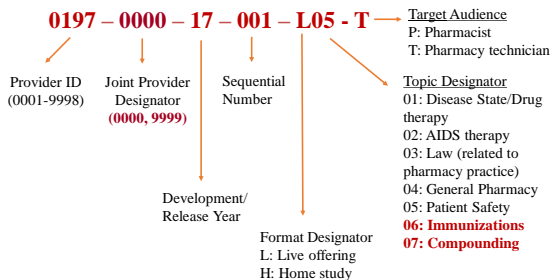 0197 – 0000 – 17 – 001 – L05 - T
Target Audience
P: Pharmacist
T: Pharmacy technician
Provider ID
(0001-9998)
Joint Provider
Designator
(0000, 9999)
Sequential
Number
Topic Designator
01: Disease State/Drug
therapy
02: AIDS therapy
03: Law (related to
pharmacy practice)
04: General Pharmacy
05: Patient Safety
06: Immunizations
07: Compounding
Development/
Release Year
Format Designator
L: Live offering
H: Home study